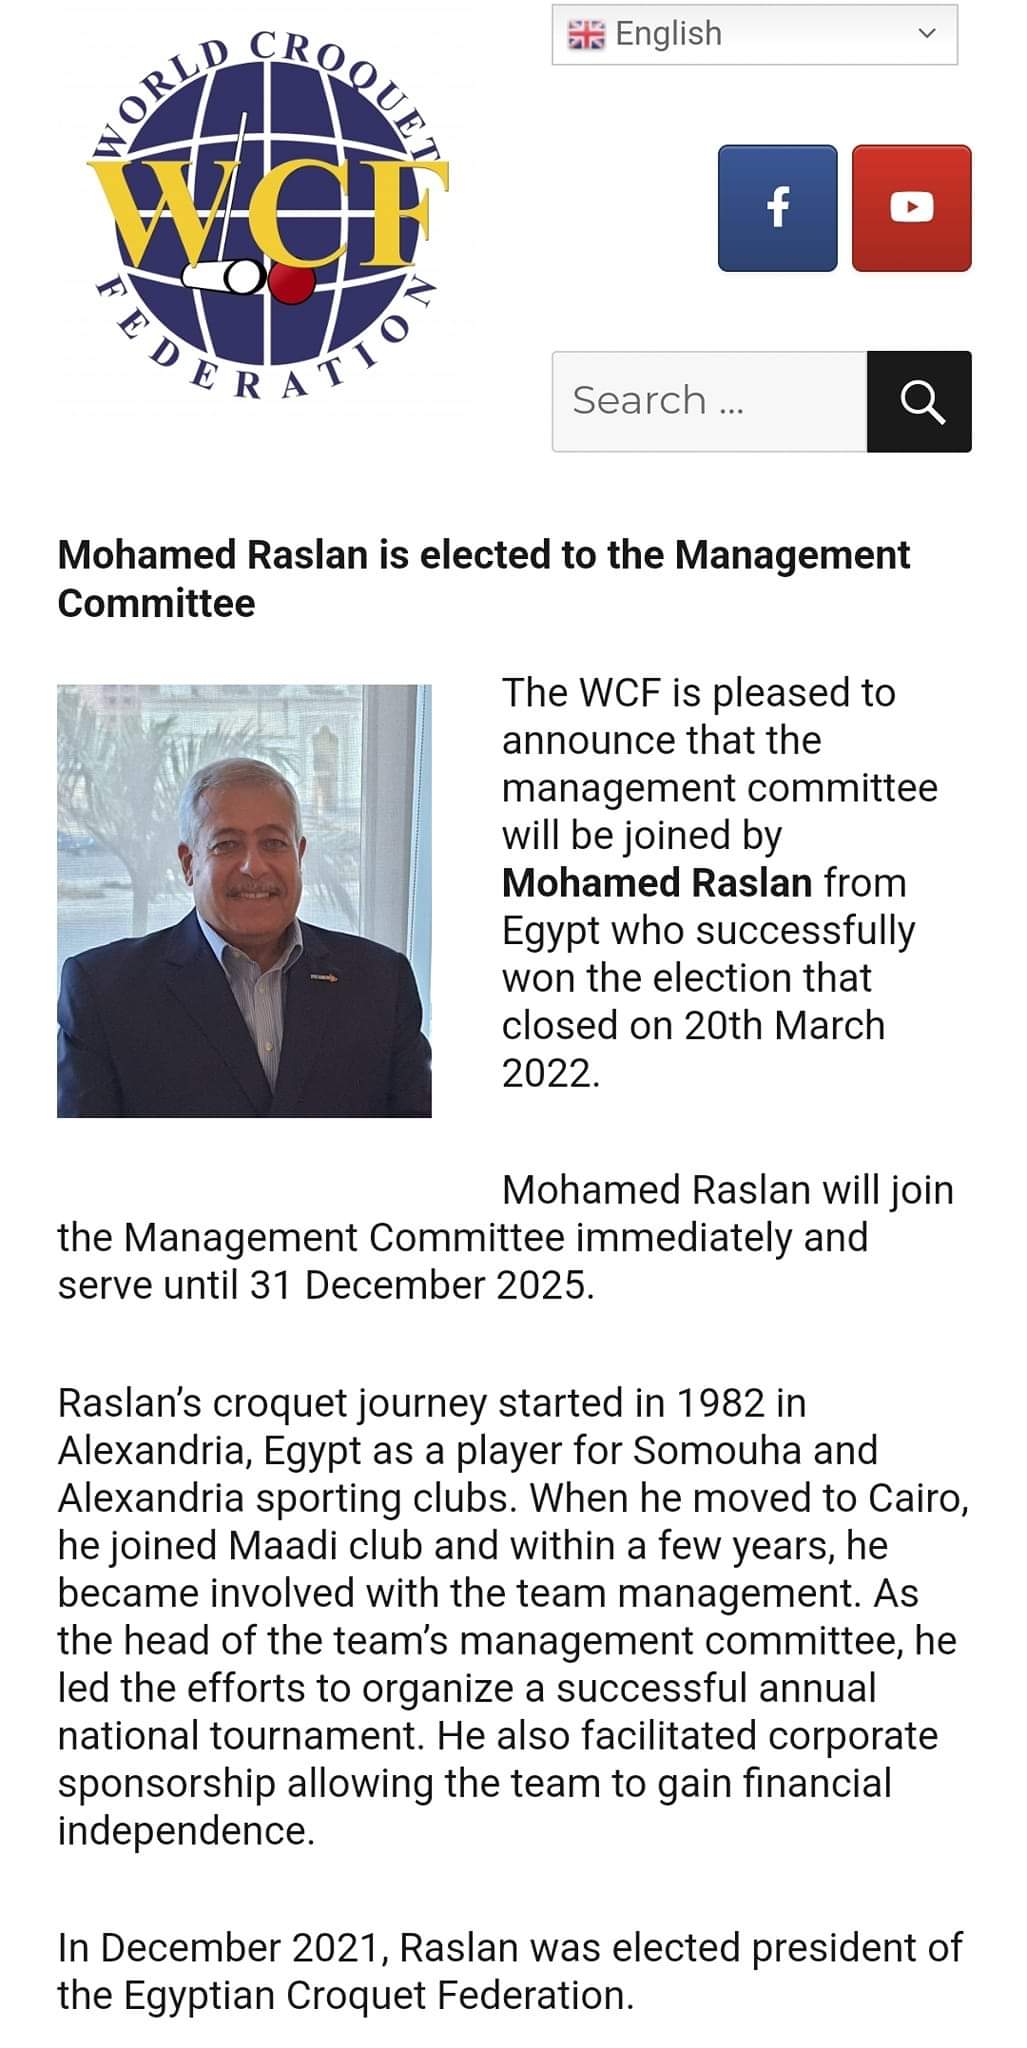 WORLD CROQUET
WCF
FEDERATION
English
f
Search ...
Mohamed Raslan is elected to the Management
Committee
The WCF is pleased to
announce that the
management committee
will be joined by
Mohamed Raslan from
Egypt who successfully
won the election that
closed on 20th March
2022.
Mohamed Raslan will join
the Management Committee immediately and
serve until 31 December 2025.
Raslan’s croquet journey started in 1982 in
Alexandria, Egypt as a player for Somouha and
Alexandria sporting clubs. When he moved to Cairo,
he joined Maadi club and within a few years, he
became involved with the team management. As
the head of the team’s management committee, he
led the efforts to organize a successful annual
national tournament. He also facilitated corporate
sponsorship allowing the team to gain financial
independence.
In December 2021, Raslan was elected president of
the Egyptian Croquet Federation.